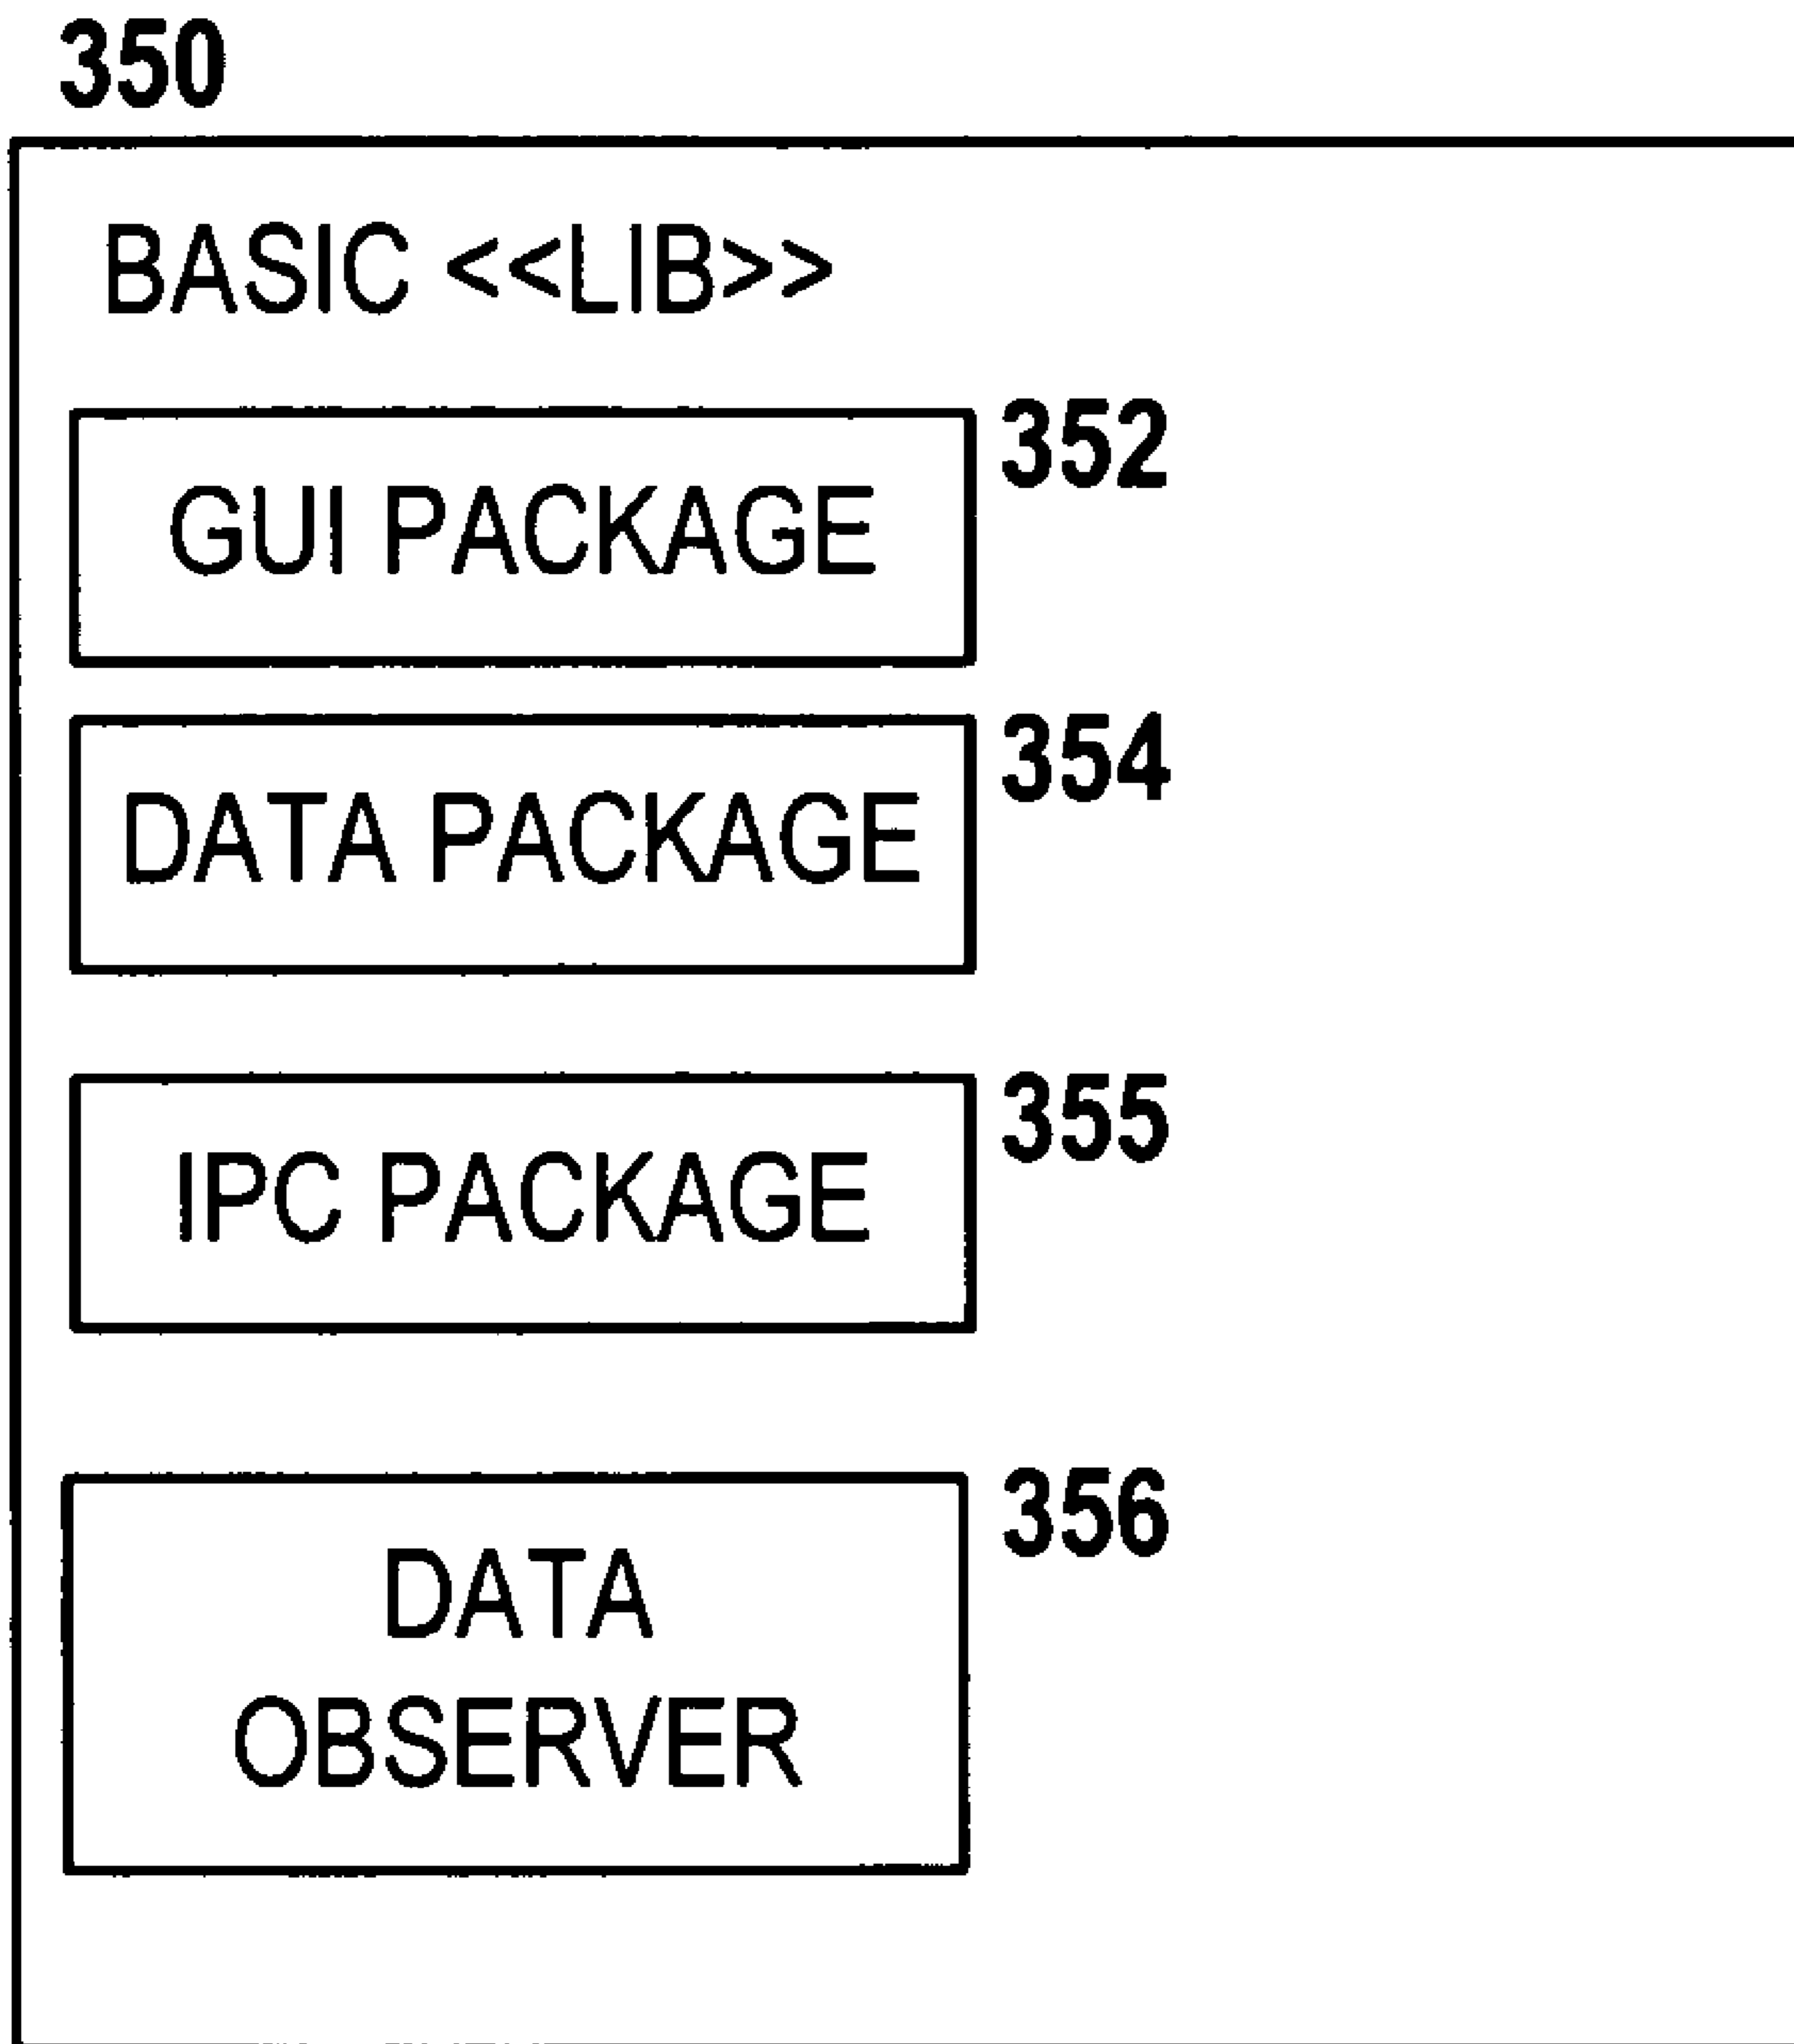 350
BASIC <<LIB>>
GUI PACKAGE
352
DATA PACKAGE
354
IPC PACKAGE
355
DATA
OBSERVER
356